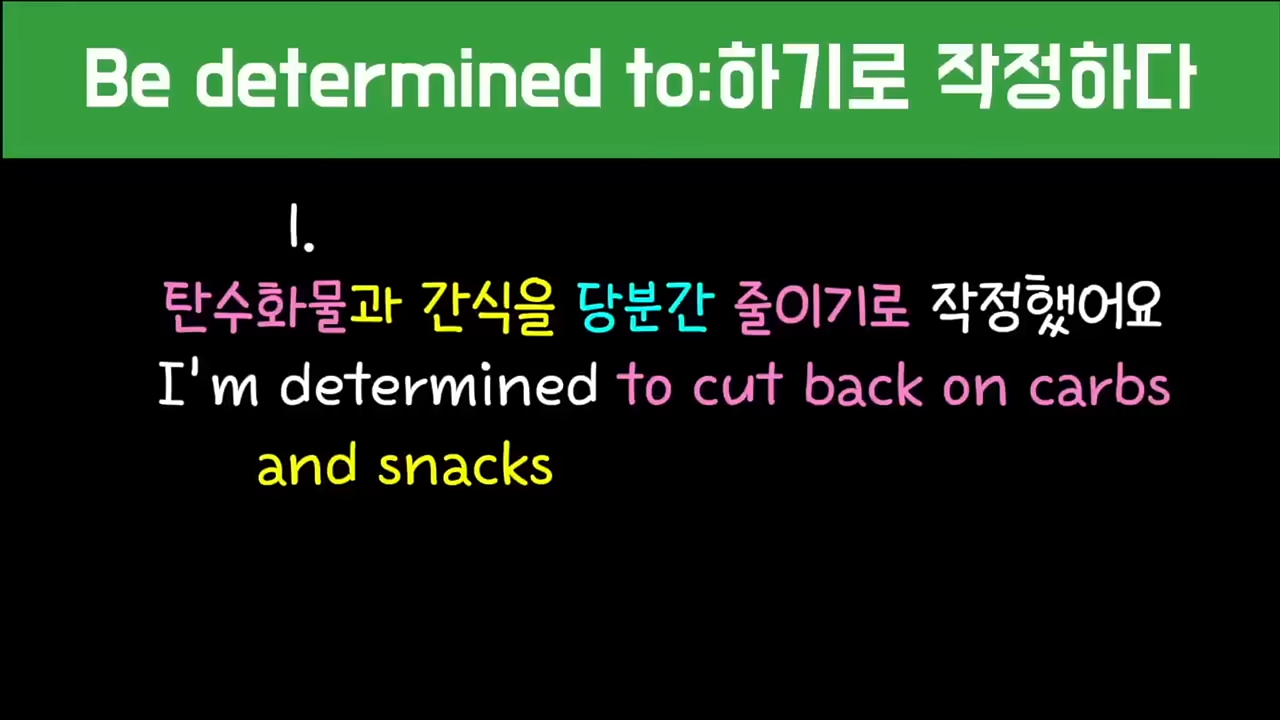 Be determined to:하기로 작정하다
1.
탄수화물과 간식을 당분간 줄이기로 작정했어요
I'm determined to cut back on carbs
and snacks